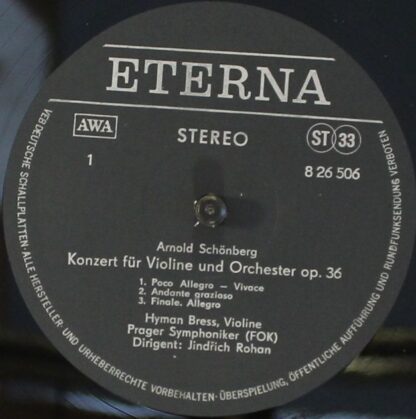 ETERNA
AWA
STEREO
ST 33
1
8 26 506
Arnold Schönberg
Konzert für Violine und Orchester op. 36
1. Poco Allegro – Vivace
2. Andante grazioso
3. Finale. Allegro
Hyman Bress, Violine
Prager Symphoniker (FOK)
Dirigent: Jindřich Rohan
VEB DEUTSCHE SCHALLPLATTEN · ALLE HERSTELLER- UND URHEBERRECHTE VORBEHALTEN · ÜBERSPIELUNG, ÖFFENTLICHE AUFFÜHRUNG UND RUNDFUNKSENDUNG VERBOTEN